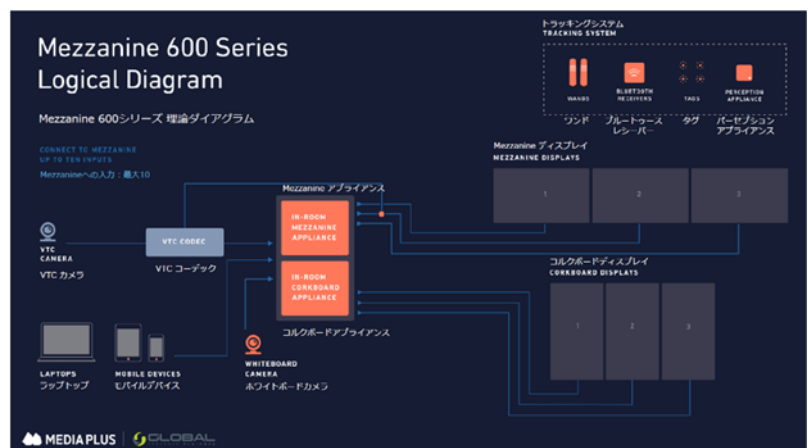 Mezzanine 600 Series
Logical Diagram
Mezzanine 600シリーズ 理論ダイアグラム
トラッキングシステム
TRACKING SYSTEM
WANDS
BLUETOOTH
RECEIVERS
TAGS
PERCEPTION
APPLIANCE
ワンド
ブルートゥース
レシーバー
タグ
パーセプション
アプライアンス
CONNECT TO MEZZANINE
UP TO TEN INPUTS
Mezzanineへの入力：最大10
Mezzanine ディスプレイ
MEZZANINE DISPLAYS
1
2
3
Mezzanine アプライアンス
IN-ROOM
MEZZANINE
APPLIANCE
VTC
CAMERA
VTC カメラ
VTC CODEC
VTC コーデック
IN-ROOM
CORKBOARD
APPLIANCE
コルクボードアプライアンス
コルクボードディスプレイ
CORKBOARD DISPLAYS
1
2
3
LAPTOPS
ラップトップ
MOBILE DEVICES
モバイルデバイス
WHITEBOARD
CAMERA
ホワイトボードカメラ
MEDIA PLUS
GLOBAL